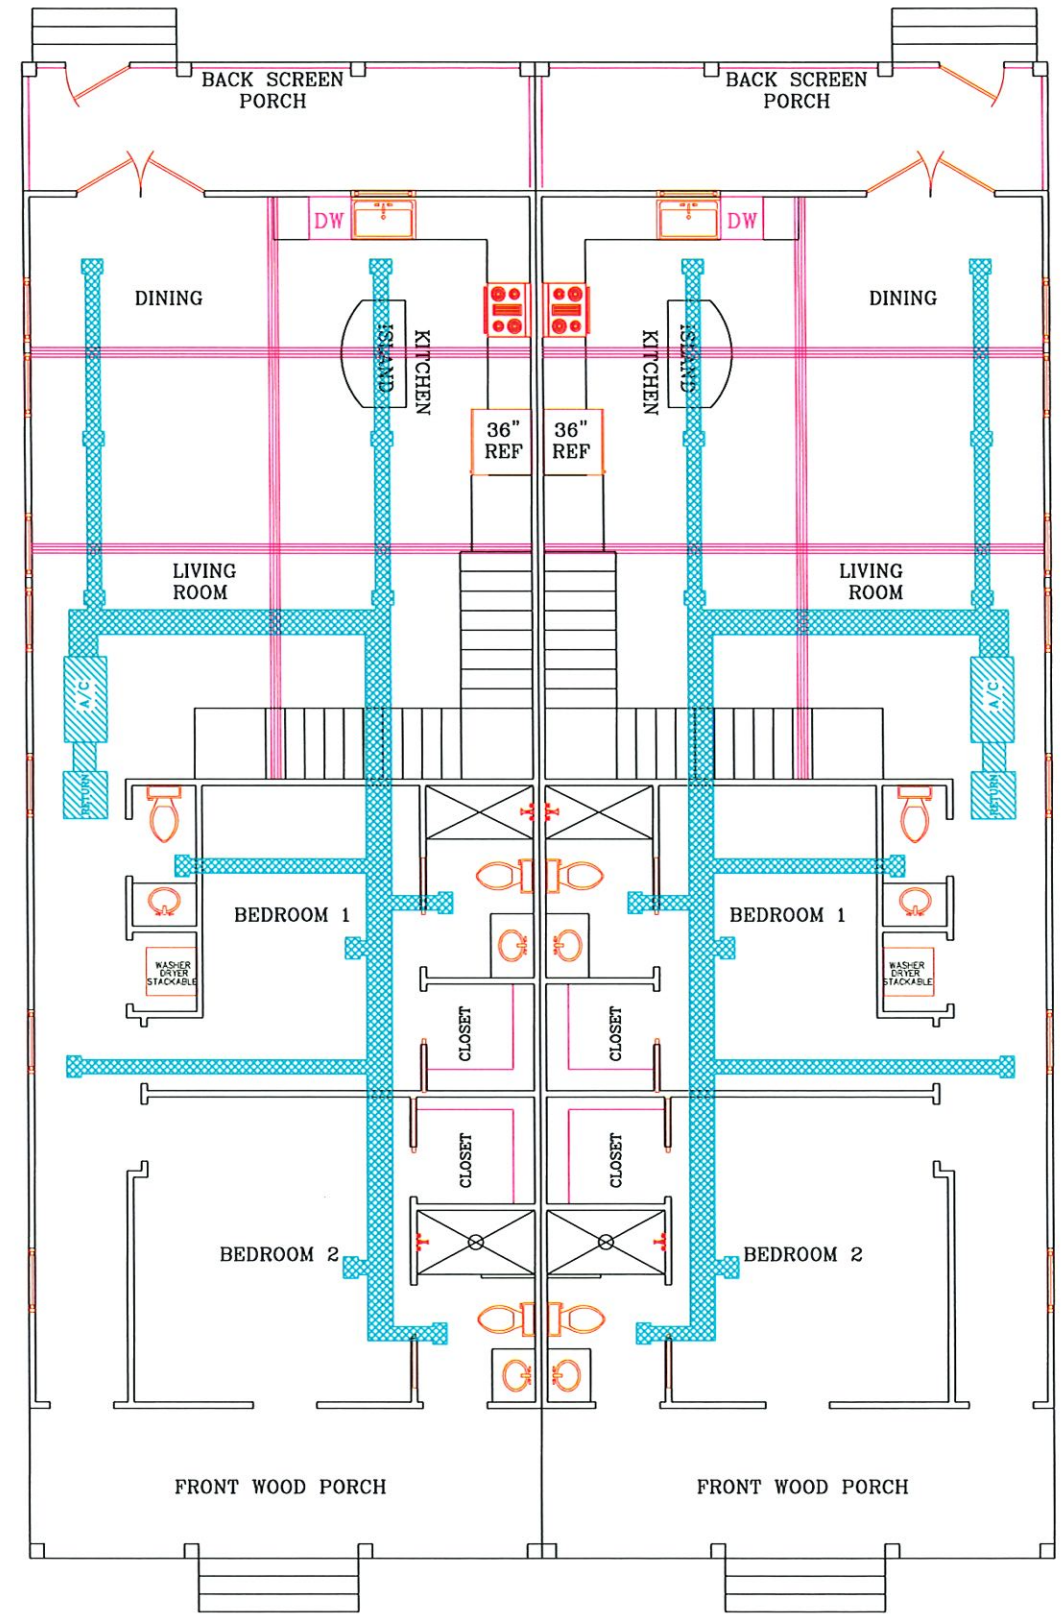 BACK SCREEN
PORCH
BACK SCREEN
PORCH
DW
DW
DINING
DINING
ISLAND
KITCHEN
KITCHEN
ISLAND
36"
REF
36"
REF
LIVING
ROOM
LIVING
ROOM
A/C
A/C
RETURN
RETURN
BEDROOM 1
BEDROOM 1
WASHER
DRYER
STACKABLE
WASHER
DRYER
STACKABLE
CLOSET
CLOSET
CLOSET
CLOSET
BEDROOM 2
BEDROOM 2
FRONT WOOD PORCH
FRONT WOOD PORCH